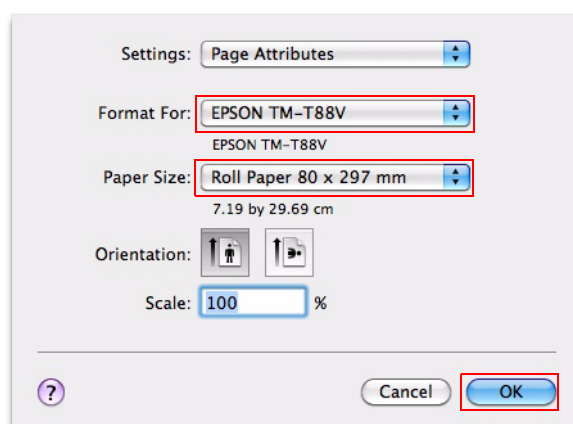 Settings: Page Attributes
Format For: EPSON TM-T88V
EPSON TM-T88V
Paper Size: Roll Paper 80 x 297 mm
7.19 by 29.69 cm
Orientation:
Scale: 100 %
? Cancel OK